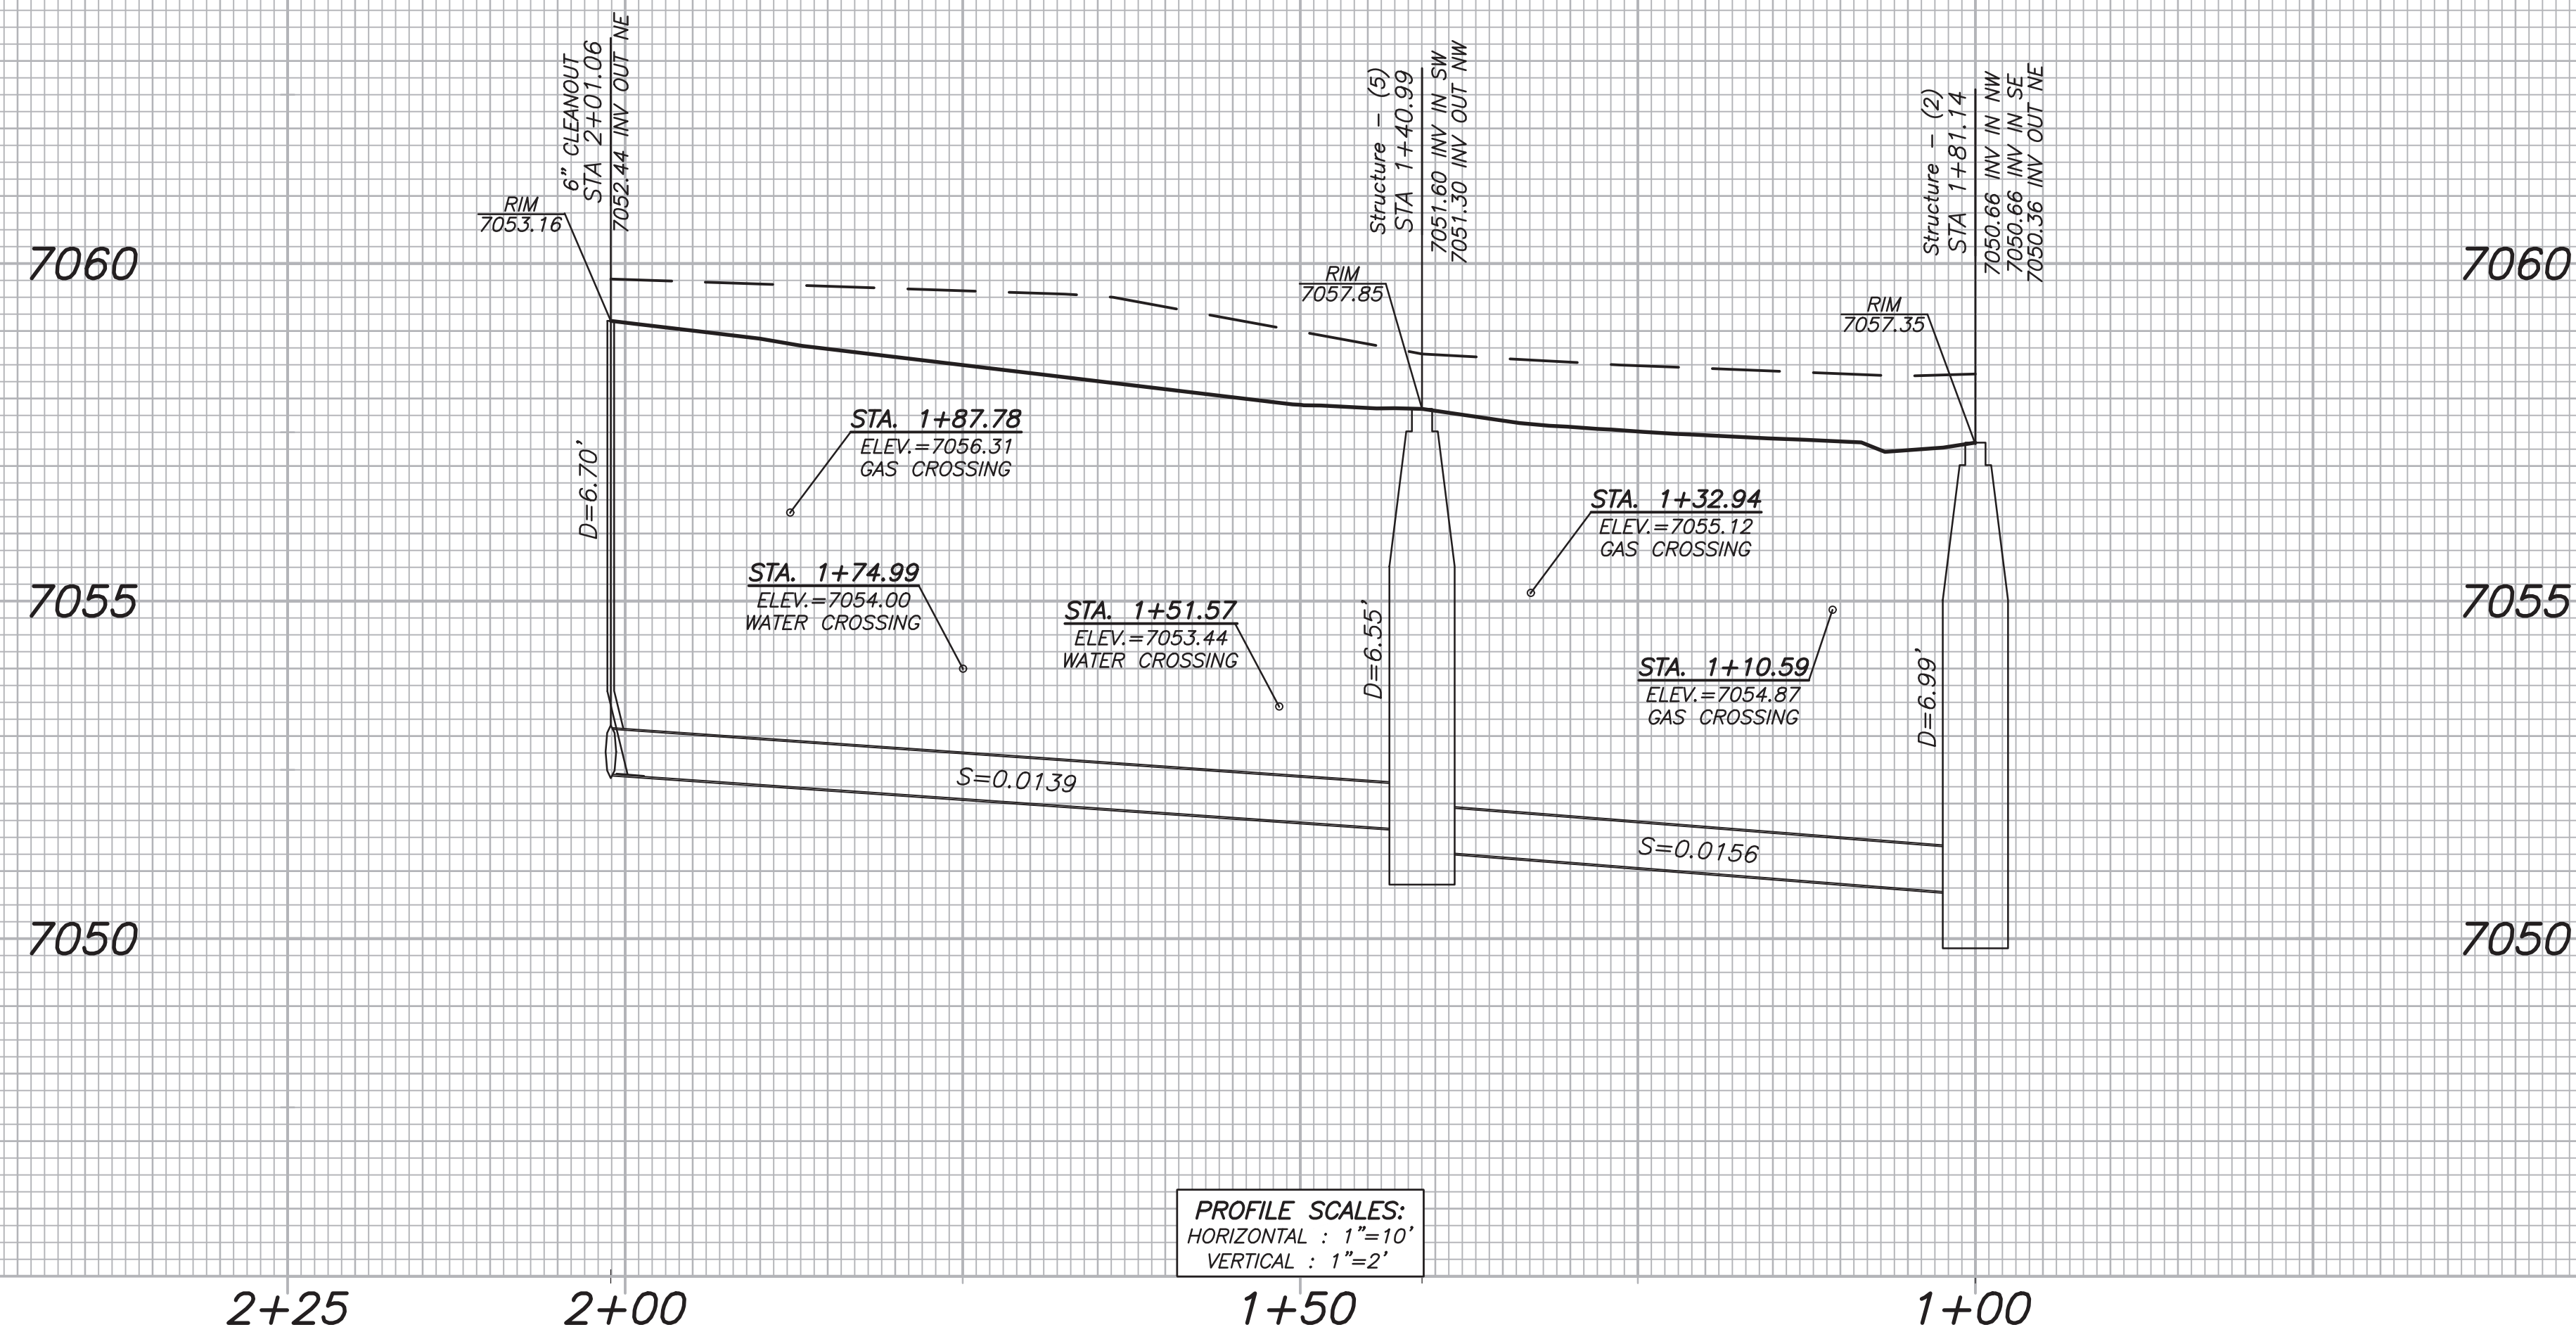 6" CLEANOUT
STA 2+01.06
7052.44 INV OUT NE
Structure - (5)
STA 1+40.99
7051.60 INV IN SW
7051.30 INV OUT NW
Structure - (2)
STA 1+81.14
7050.66 INV IN NW
7050.66 INV IN SE
7050.36 INV OUT NE
RIM
7053.16
RIM
7057.85
RIM
7057.35
7060
7060
STA. 1+87.78
ELEV.=7056.31
GAS CROSSING
D=6.70'
STA. 1+32.94
ELEV.=7055.12
GAS CROSSING
STA. 1+74.99
ELEV.=7054.00
WATER CROSSING
STA. 1+51.57
ELEV.=7053.44
WATER CROSSING
7055
7055
D=6.55'
STA. 1+10.59
ELEV.=7054.87
GAS CROSSING
D=6.99'
S=0.0139
S=0.0156
7050
7050
PROFILE SCALES:
HORIZONTAL : 1"=10'
VERTICAL : 1"=2'
2+25
2+00
1+50
1+00